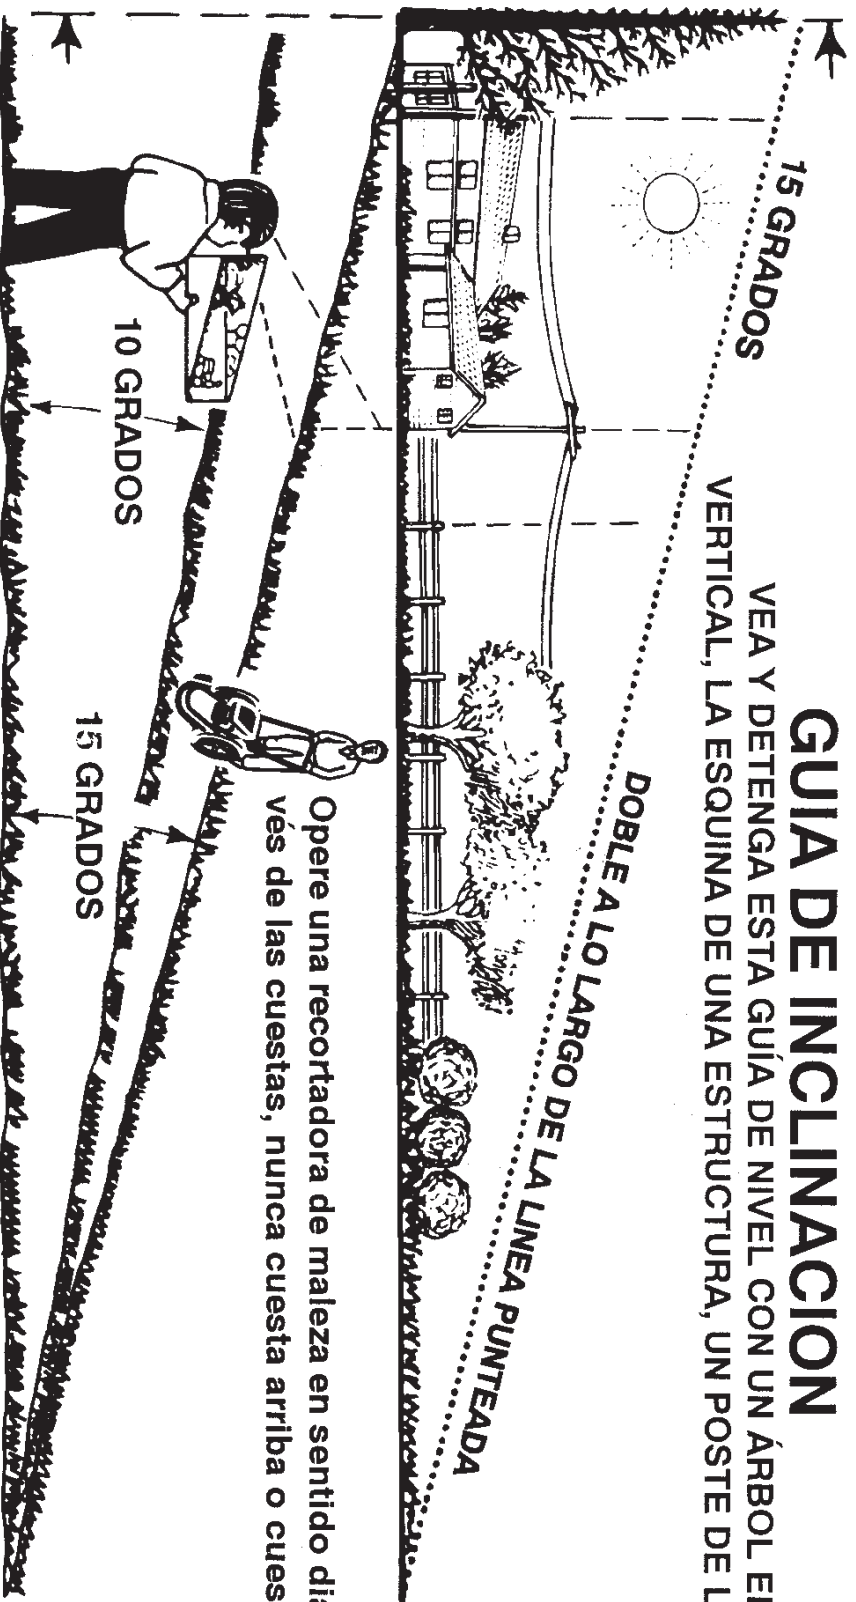 GUIA DE INCLINACION
VEA Y DETENGA ESTA GUÍA DE NIVEL CON UN ÁRBOL
VERTICAL, LA ESQUINA DE UNA ESTRUCTURA, UN POSTE DE L
15 GRADOS
DOBLE A LO LARGO DE LA LINEA PUNTEADA
Opere una recortadora de maleza en sentido dia
vés de las cuestas, nunca cuesta arriba o cues
10 GRADOS
15 GRADOS